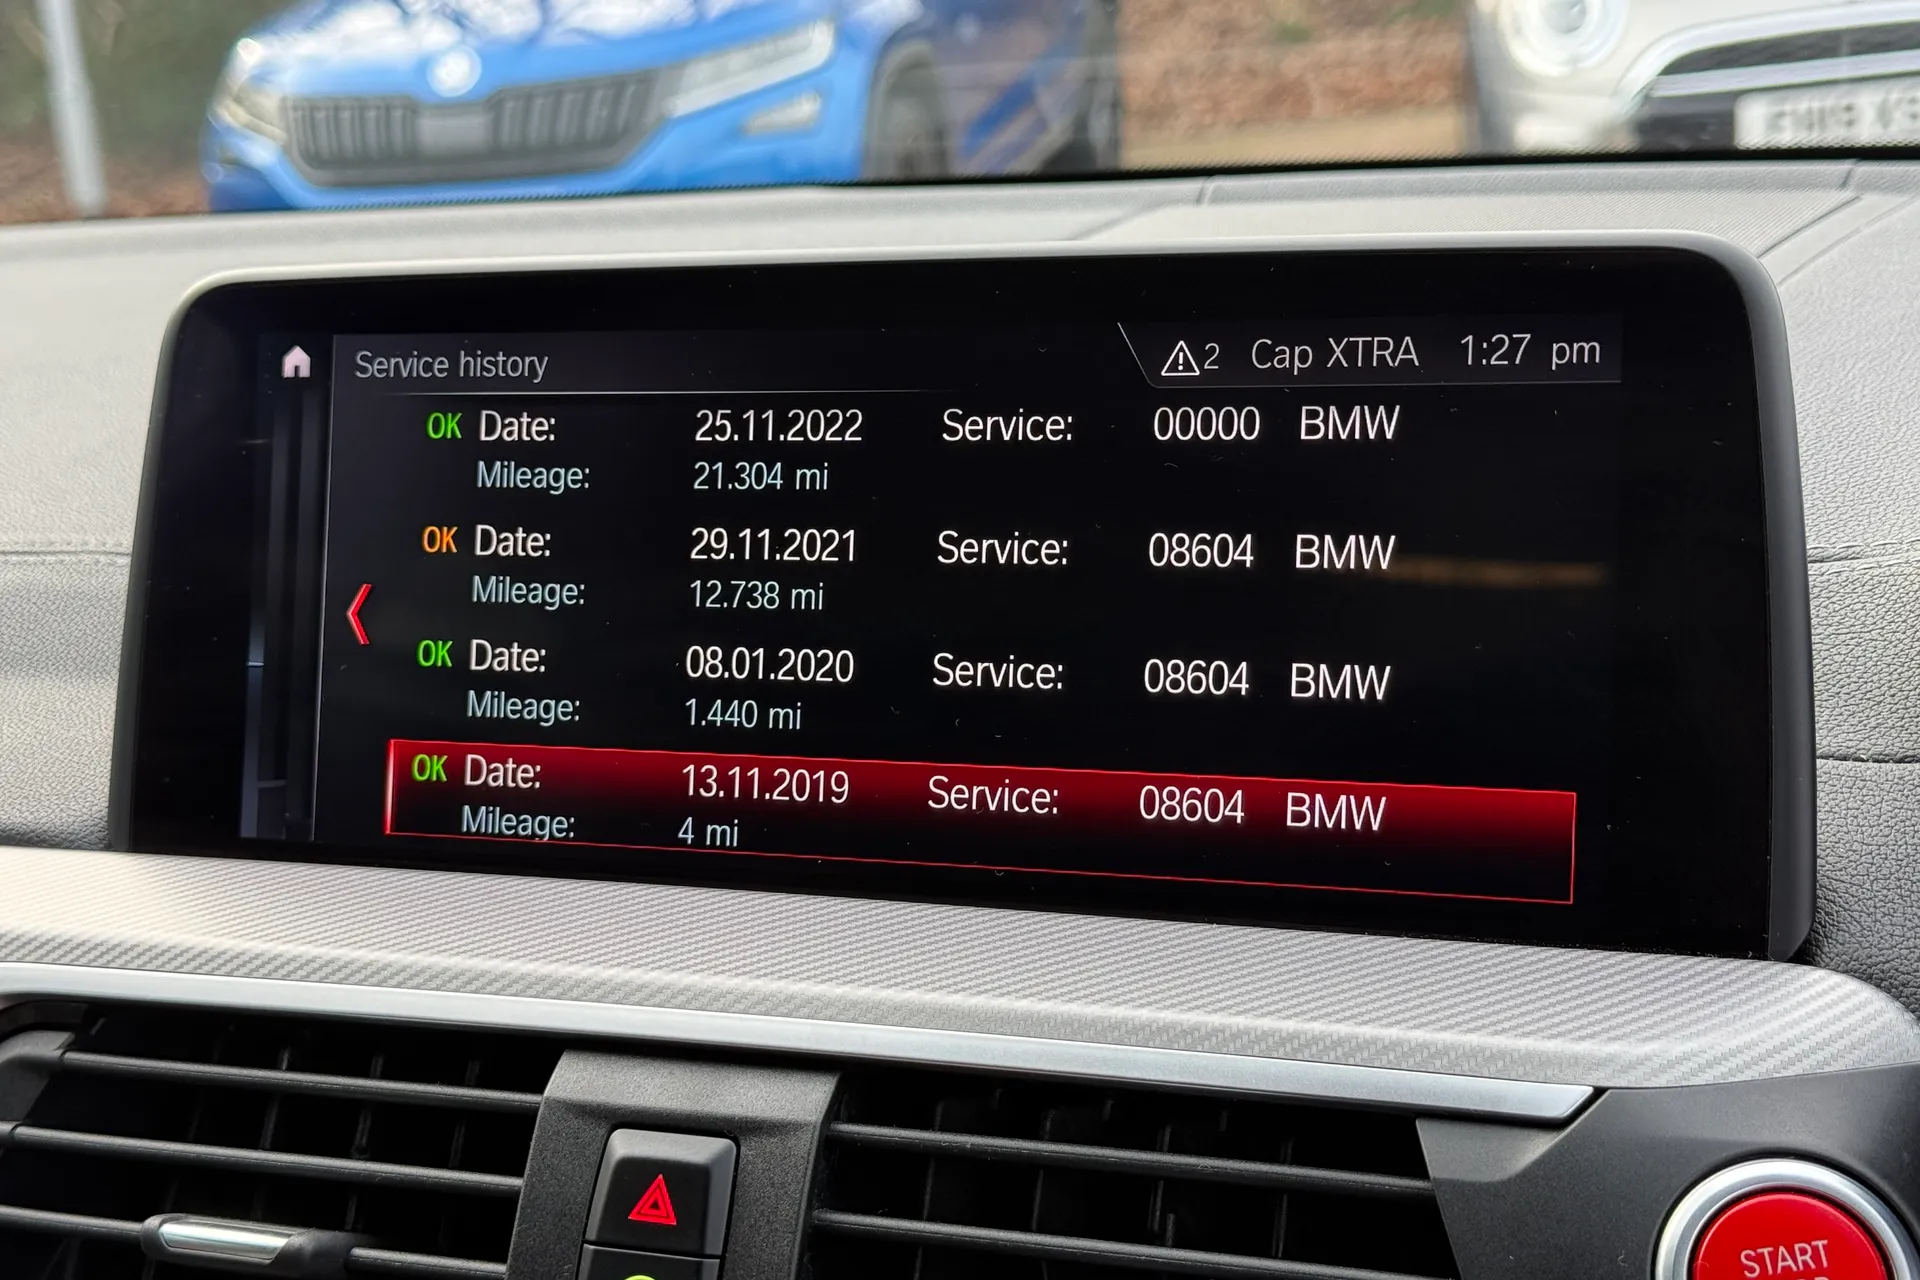 Service history
2 Cap XTRA 1:27 pm
OK Date: 25.11.2022 Service: 00000 BMW
Mileage: 21.304 mi
OK Date: 29.11.2021 Service: 08604 BMW
Mileage: 12.738 mi
OK Date: 08.01.2020 Service: 08604 BMW
Mileage: 1.440 mi
OK Date: 13.11.2019 Service: 08604 BMW
Mileage: 4 mi
START